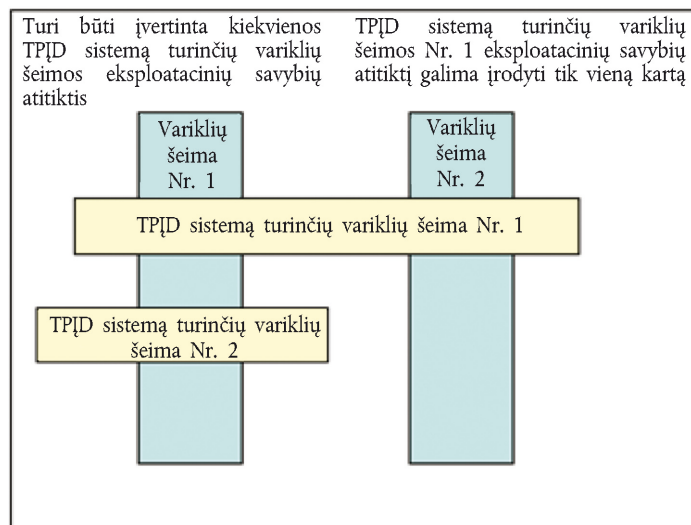 Turi būti įvertinta kiekvienos
TPĮD sistemą turinčių variklių
šeimos eksploatacinių savybių
atitiktis
TPĮD sistemą turinčių variklių
šeimos Nr. 1 eksploatacinių savybių
atitiktį galima įrodyti tik vieną kartą
Variklių
šeima
Nr. 1
Variklių
šeima
Nr. 2
TPĮD sistemą turinčių variklių šeima Nr. 1
TPĮD sistemą turinčių variklių
šeima Nr. 2